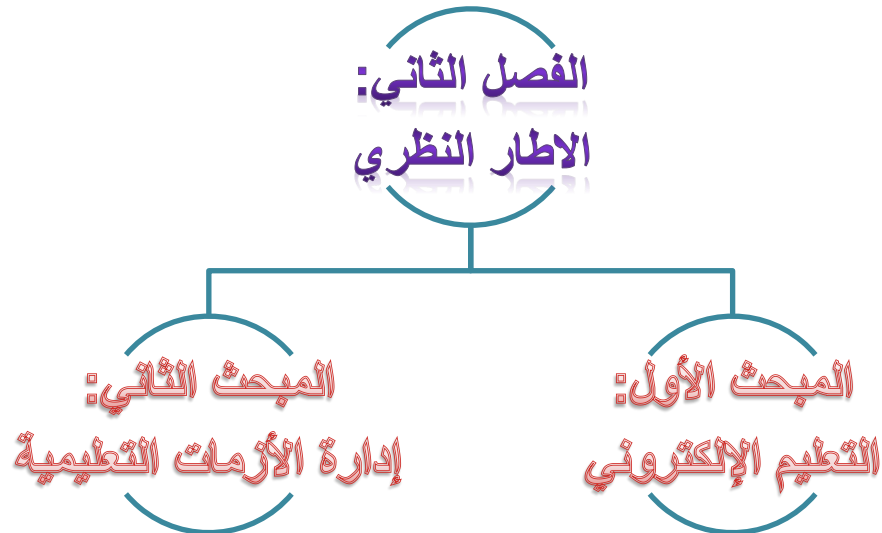 الفصل الثاني:
الاطار النظري
المبحث الأول:
التعليم الإلكتروني
المبحث الثاني:
إدارة الأزمات التعليمية